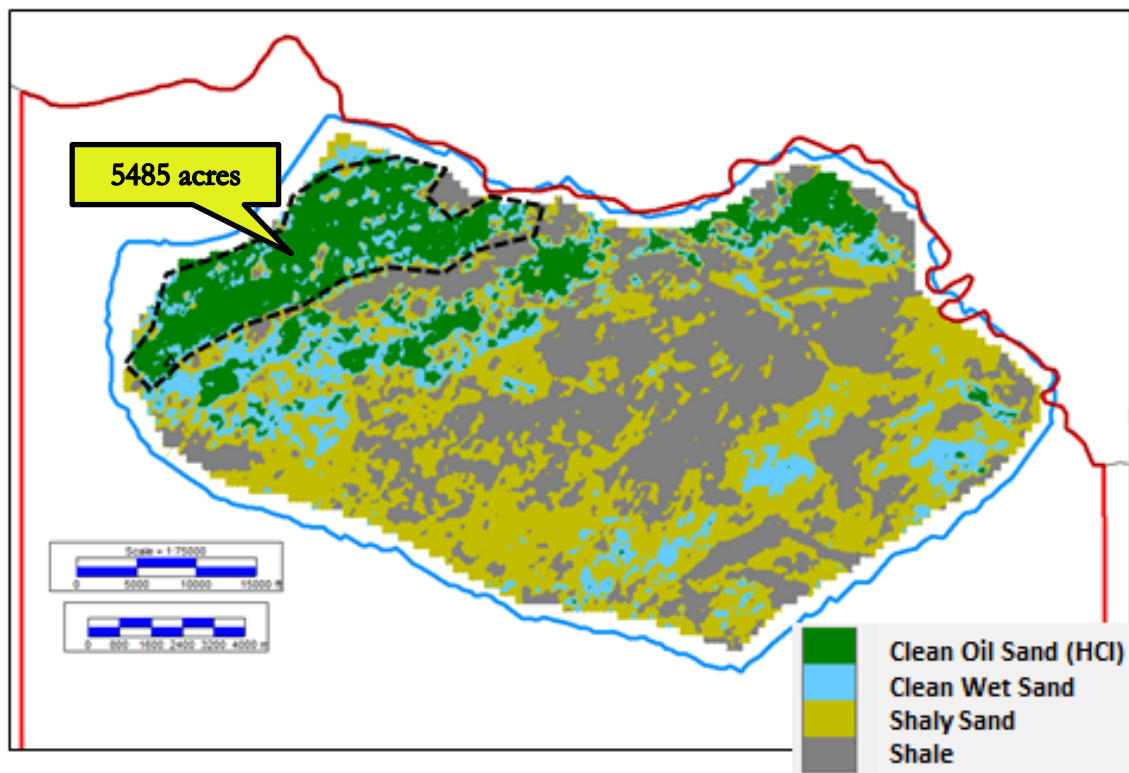 5485 acres
Scale = 1:75000
0 5000 10000 15000 ft
0 800 1600 2400 3200 4000 m
Clean Oil Sand (HCI)
Clean Wet Sand
Shaly Sand
Shale